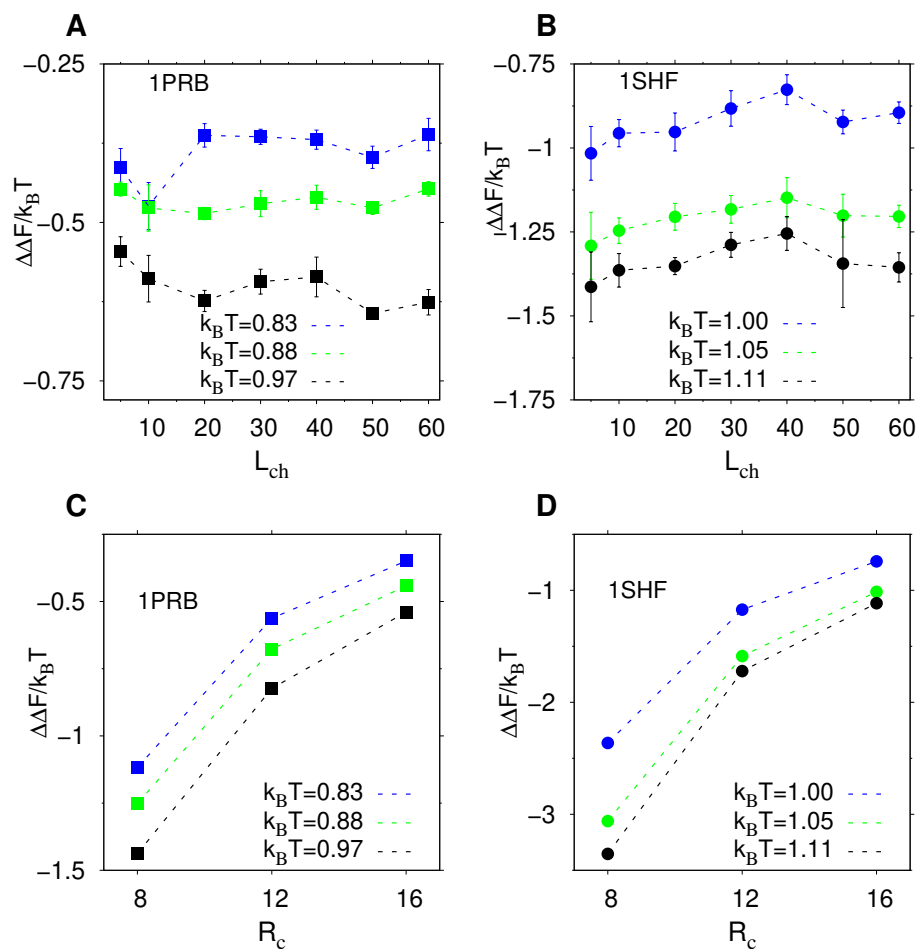 A
−0.25
−0.5
−0.75
ΔΔF/k_BT
1PRB
k_BT=0.83
k_BT=0.88
k_BT=0.97
10 20 30 40 50 60
L_ch
B
−0.75
−1
−1.25
−1.5
−1.75
ΔΔF/k_BT
1SHF
k_BT=1.00
k_BT=1.05
k_BT=1.11
10 20 30 40 50 60
L_ch
C
−0.5
−1
−1.5
ΔΔF/k_BT
1PRB
k_BT=0.83
k_BT=0.88
k_BT=0.97
8 12 16
R_c
D
−1
−2
−3
ΔΔF/k_BT
1SHF
k_BT=1.00
k_BT=1.05
k_BT=1.11
8 12 16
R_c